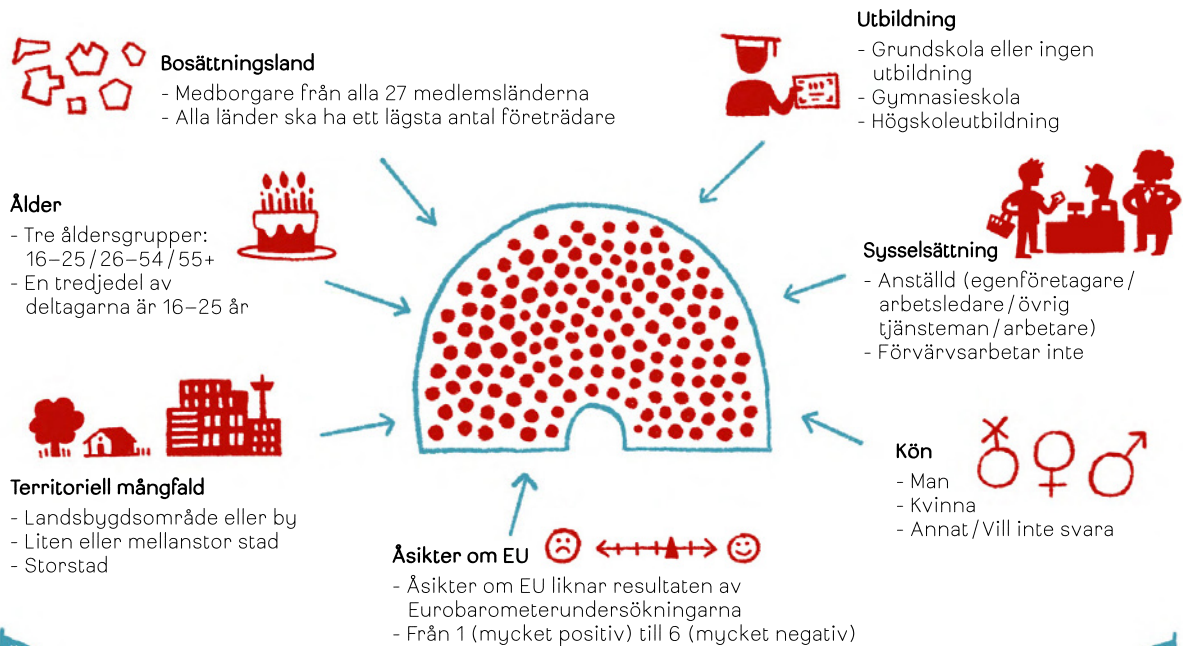 Bosättningsland
- Medborgare från alla 27 medlemsländerna
- Alla länder ska ha ett lägsta antal företrädare
Utbildning
- Grundskola eller ingen
utbildning
- Gymnasieskola
- Högskoleutbildning
Ålder
- Tre åldersgrupper:
16–25/26–54/55+
- En tredjedel av
deltagarna är 16–25 år
Sysselsättning
- Anställd (egenföretagare/
arbetsledare/övrig
tjänsteman/arbetare)
- Förvärvsarbetar inte
Territoriell mångfald
- Landsbygdsområde eller by
- Liten eller mellanstor stad
- Storstad
Kön
- Man
- Kvinna
- Annat/Vill inte svara
Åsikter om EU
- Åsikter om EU liknar resultaten av
Eurobarometerundersökningarna
- Från 1 (mycket positiv) till 6 (mycket negativ)